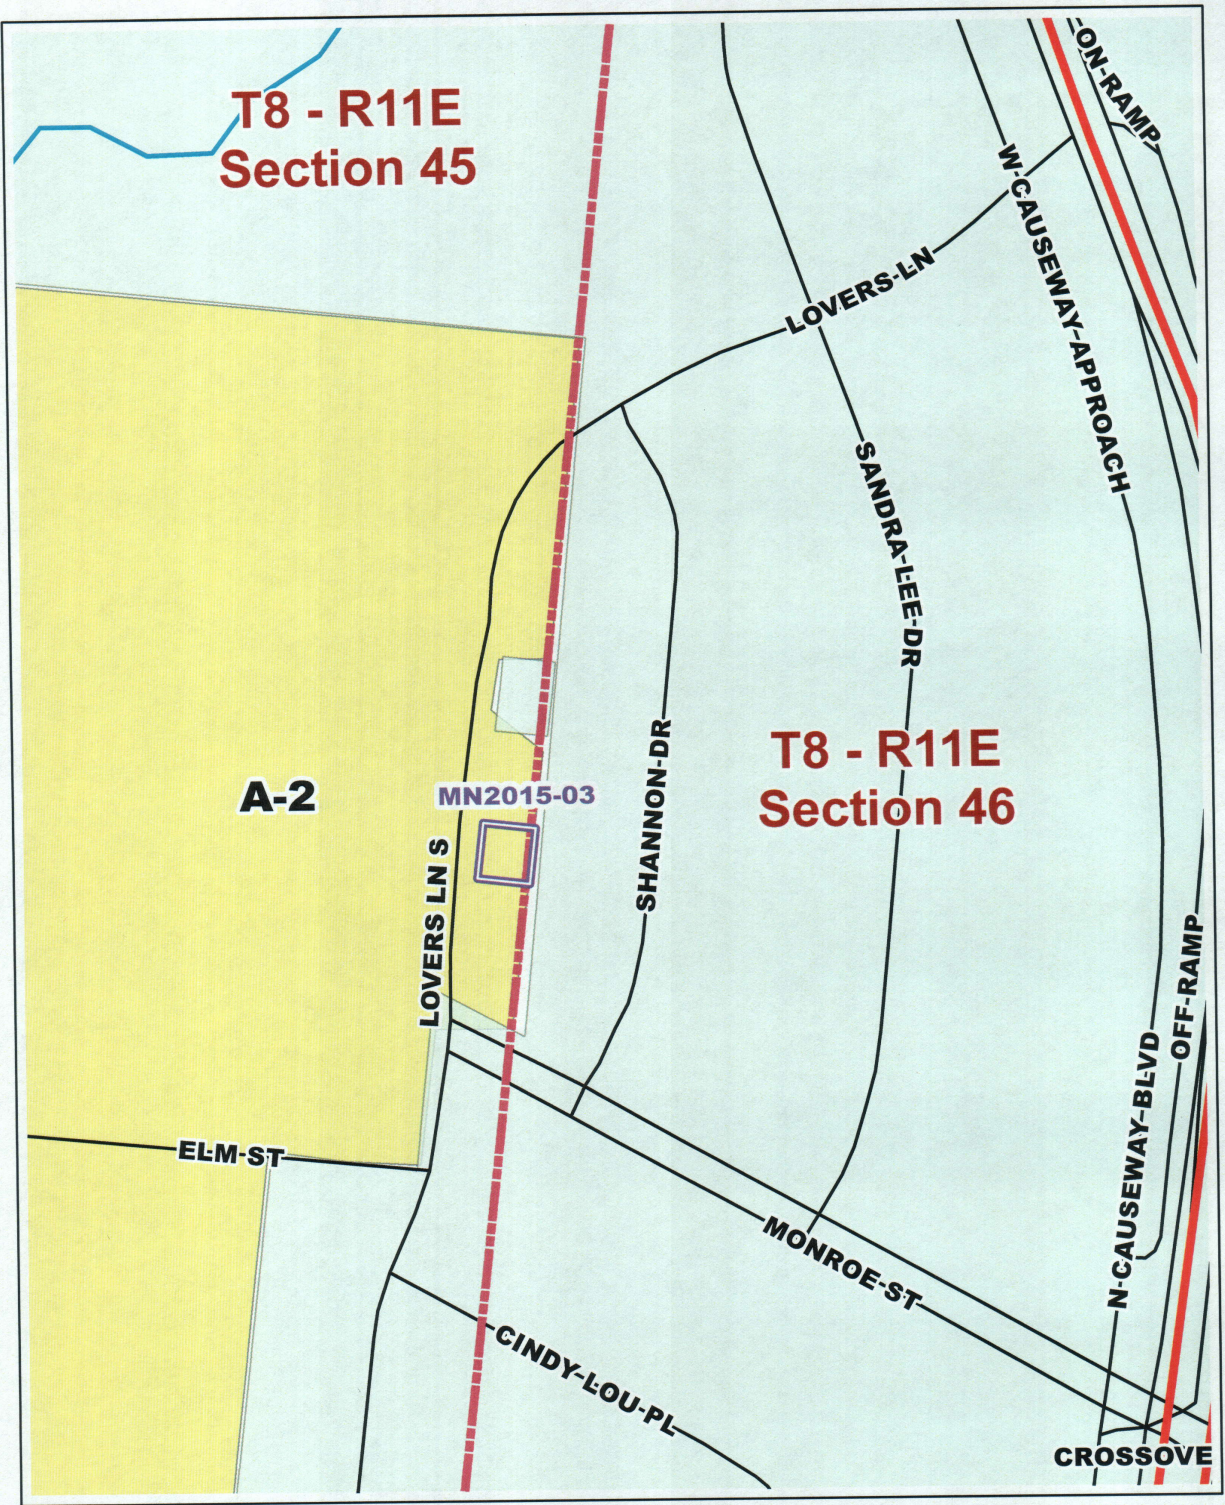 T8 - R11E
Section 45
ON-RAMP
W-CAUSEWAY-APPROACH
LOVERS-LN
SANDRA-LEE-DR
SHANNON-DR
T8 - R11E
Section 46
A-2
MN2015-03
LOVERS LN S
OFF-RAMP
N-CAUSEWAY-BLVD
ELM-ST
MONROE-ST
CINDY-LOU-PL
CROSSOVE